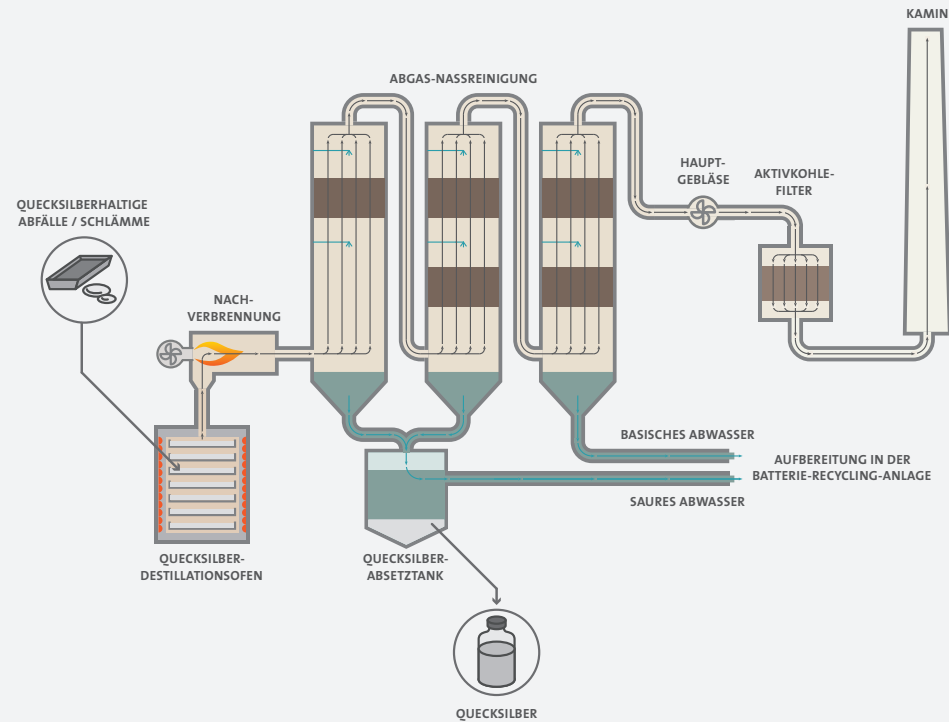 KAMIN
ABGAS-NASSREINIGUNG
HAUPT-
GEBLÄSE
AKTIVKOHLE-
FILTER
QUECKSILBERHALTIGE
ABFÄLLE / SCHLÄMME
NACH-
VERBRENNUNG
BASISCHES ABWASSER
AUFBEREITUNG IN DER
BATTERIE-RECYCLING-ANLAGE
SAURES ABWASSER
QUECKSILBER-
DESTILLATIONSOFEN
QUECKSILBER-
ABSETZTANK
QUECKSILBER